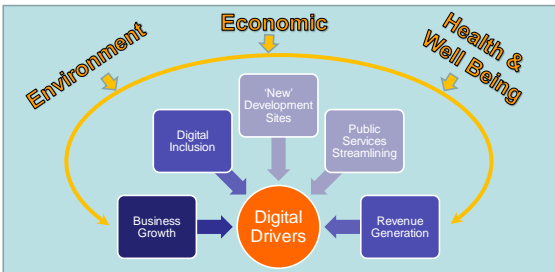 Economic
Environment
Health &
Well Being
'New'
Development
Sites
Digital
Inclusion
Public
Services
Streamlining
Business
Growth
Digital
Drivers
Revenue
Generation